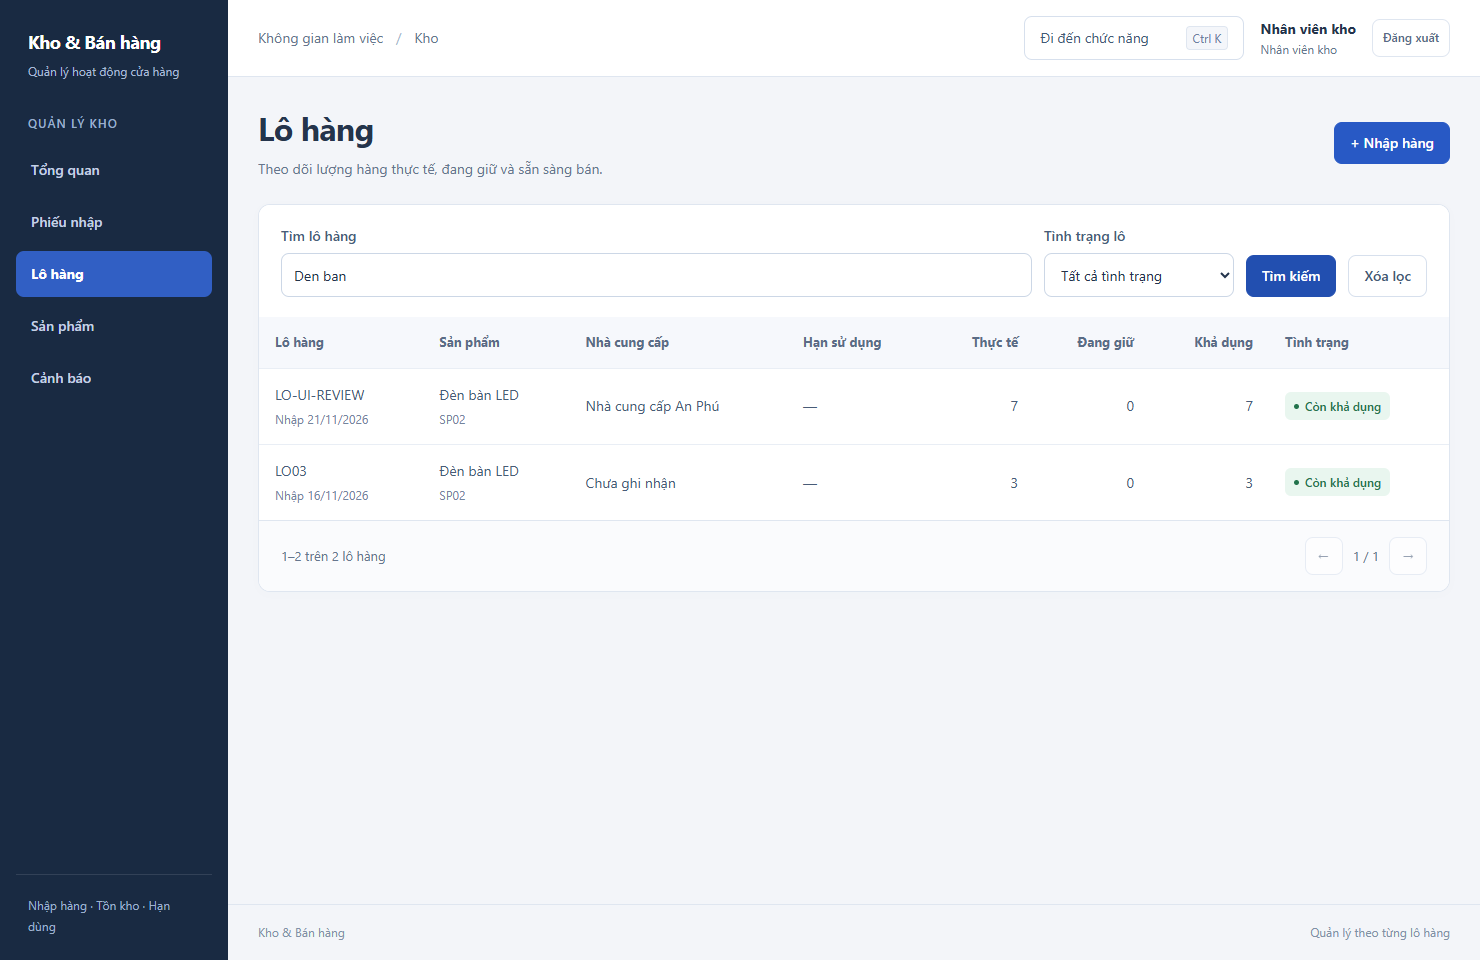 Kho & Bán hàng
Quản lý hoạt động cửa hàng
QUẢN LÝ KHO
Tổng quan
Phiếu nhập
Lô hàng
Sản phẩm
Cảnh báo
Nhập hàng · Tồn kho · Hạn
dùng
Không gian làm việc / Kho
Đi đến chức năng Ctrl K
Nhân viên kho
Nhân viên kho
Đăng xuất
Lô hàng
Theo dõi lượng hàng thực tế, đang giữ và sẵn sàng bán.
+ Nhập hàng
Tìm lô hàng
Tình trạng lô
Den ban
Tất cả tình trạng
Tìm kiếm
Xóa lọc
Lô hàng Sản phẩm Nhà cung cấp Hạn sử dụng Thực tế Đang giữ Khả dụng Tình trạng
LO-UI-REVIEW Đèn bàn LED
Nhà cung cấp An Phú — 7 0 7 • Còn khả dụng
Nhập 21/11/2026 SP02
LO03 Đèn bàn LED
Chưa ghi nhận — 3 0 3 • Còn khả dụng
Nhập 16/11/2026 SP02
1–2 trên 2 lô hàng
← 1 / 1 →
Kho & Bán hàng
Quản lý theo từng lô hàng